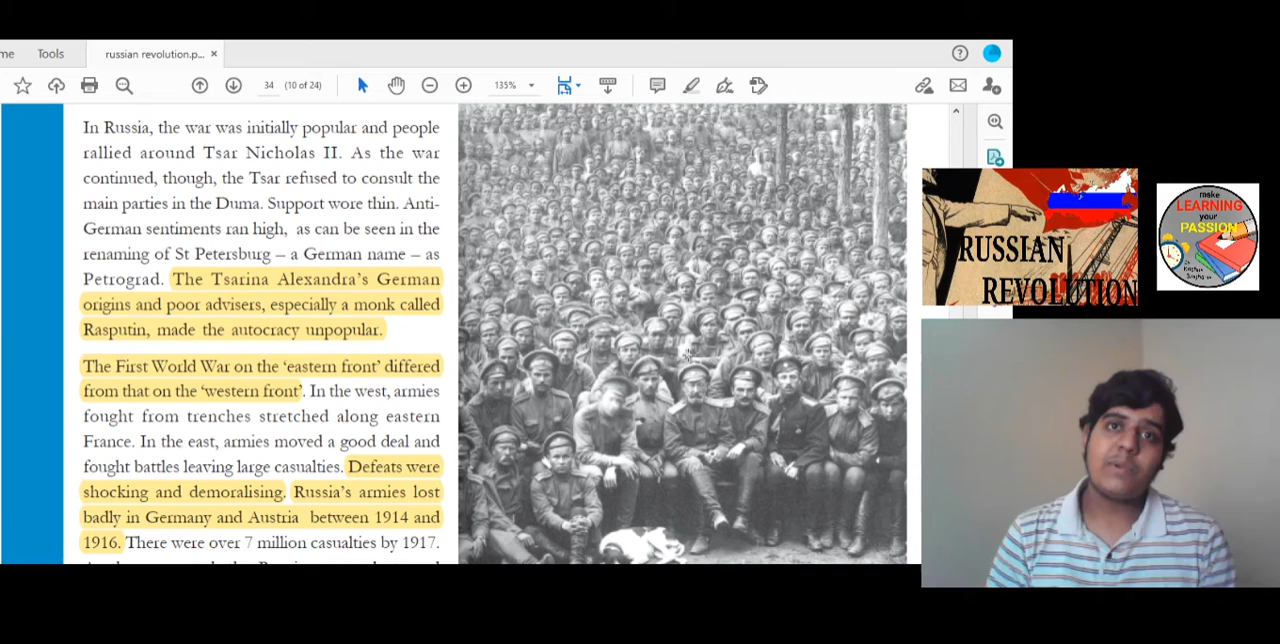 me
Tools
russian revolution.p...
34
(10 of 24)
135%
In Russia, the war was initially popular and people
rallied around Tsar Nicholas II. As the war
continued, though, the Tsar refused to consult the
main parties in the Duma. Support wore thin. Anti-
German sentiments ran high, as can be seen in the
renaming of St Petersburg – a German name – as
Petrograd. The Tsarina Alexandra's German
origins and poor advisers, especially a monk called
Rasputin, made the autocracy unpopular.
The First World War on the 'eastern front' differed
from that on the 'western front'. In the west, armies
fought from trenches stretched along eastern
France. In the east, armies moved a good deal and
fought battles leaving large casualties. Defeats were
shocking and demoralising. Russia's armies lost
badly in Germany and Austria between 1914 and
1916. There were over 7 million casualties by 1917.
RUSSIAN
REVOLUTION
make
LEARNING
your
PASSION